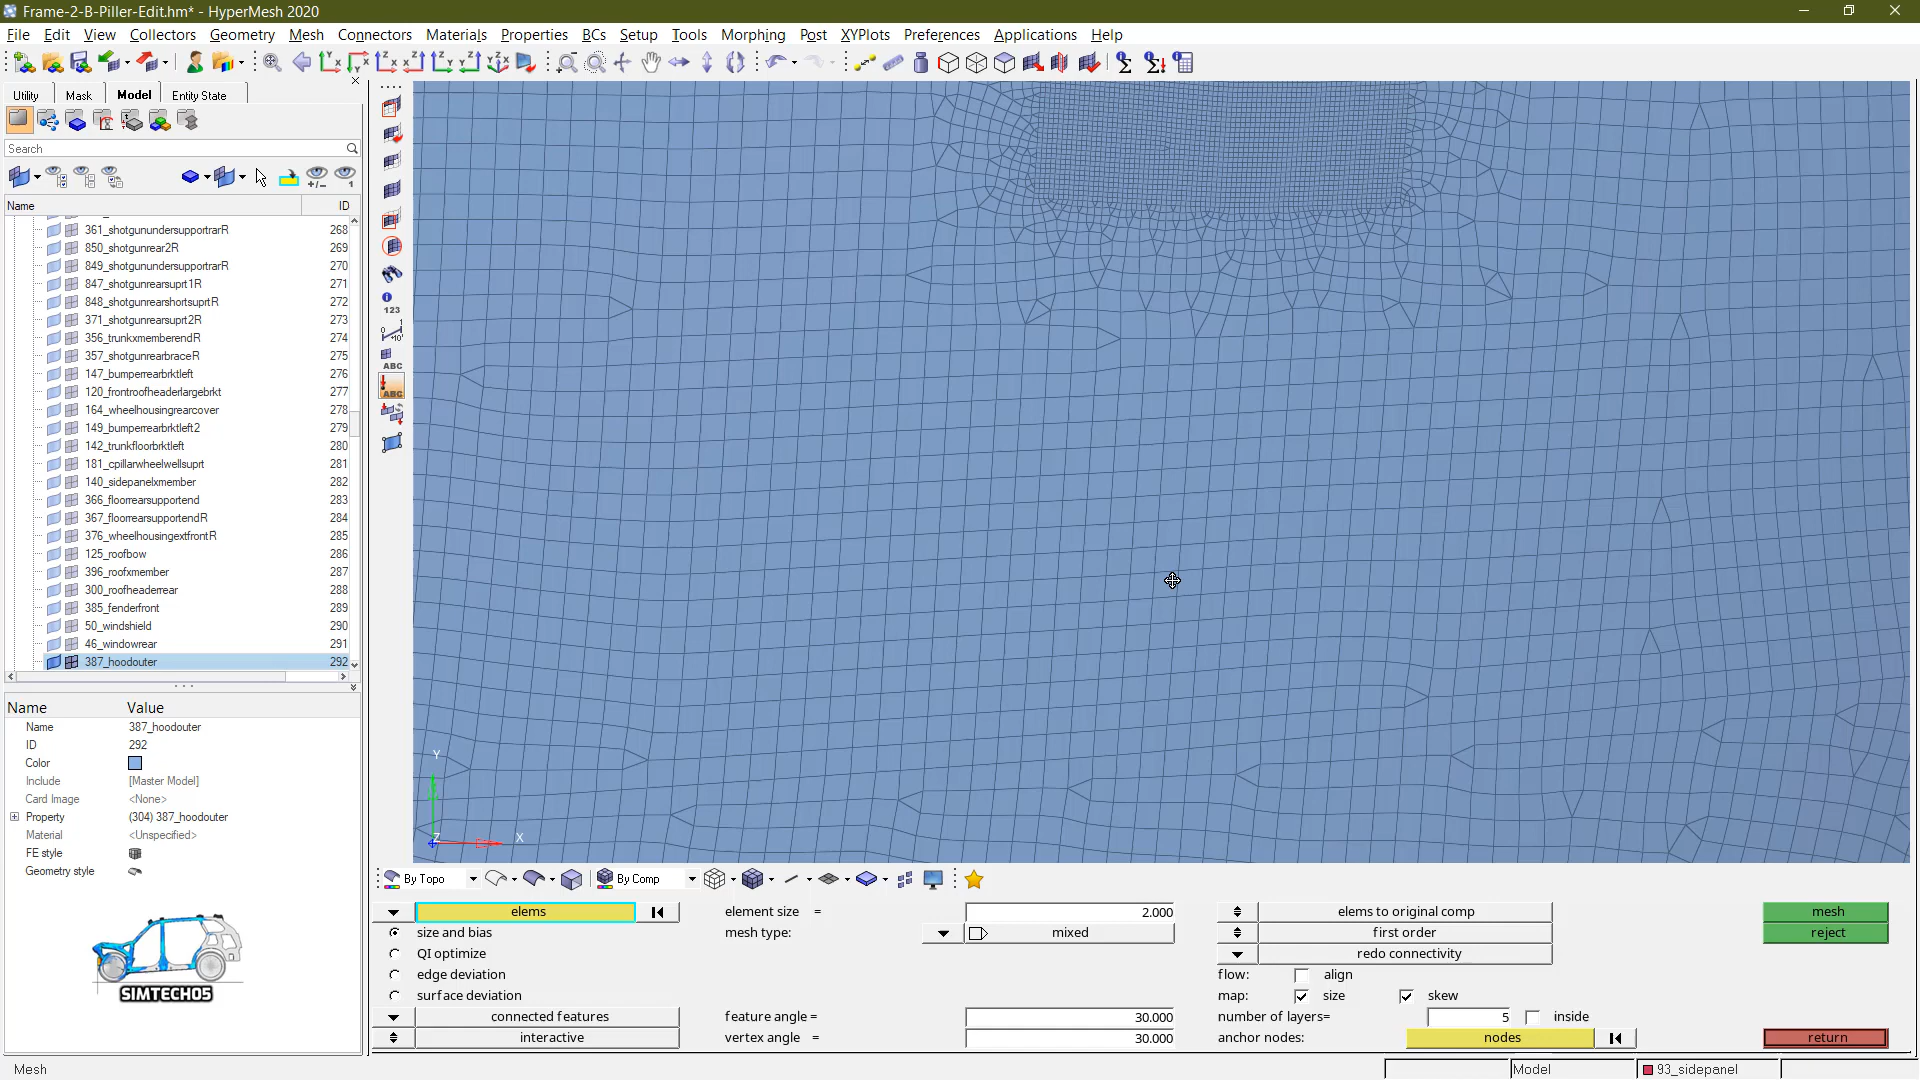 Frame-2-B-Piller-Edit.hm* - HyperMesh 2020
File Edit View Collectors Geometry Mesh Connectors Materials Properties BCs Setup Tools Morphing Post XYPlots Preferences Applications Help
Utility Mask Model Entity State
Search
Name ID
361_shotgunundersupportrarR 268
850_shotgunrear2R 269
849_shotgunundersupportrarR 270
847_shotgunrearsuprt1R 271
848_shotgunrearshortsuprtR 272
371_shotgunrearsuprt2R 273
356_trunkxmemberendR 274
357_shotgunrearbraceR 275
147_bumperrearbrktleft 276
120_frontroofheaderlargebrkt 277
164_wheelhousingrearcover 278
149_bumperrearbrktleft2 279
142_trunkfloorbrktleft 280
181_cpillarwheelwellsuprt 281
140_sidepanelxmember 282
366_floorrearsupportend 283
367_floorrearsupportendR 284
376_wheelhousingextfrontR 285
125_roofbow 286
396_roofxmember 287
300_roofheaderrear 288
385_fenderfront 289
50_windshield 290
46_windowrear 291
387_hoodouter 292
Name Value
Name 387_hoodouter
ID 292
Color
Include [Master Model]
Card Image <None>
Property (304) 387_hoodouter
Material <Unspecified>
FE style
Geometry style
SIMTECH05
123
ABC
ABC
Y
Z X
By Topo By Comp
elems element size = 2.000 elems to original comp mesh
size and bias mesh type: mixed first order reject
QI optimize redo connectivity
edge deviation flow: align
surface deviation map: size skew
connected features feature angle = 30.000 number of layers= 5 inside
interactive vertex angle = 30.000 anchor nodes: nodes return
Mesh Model 93_sidepanel